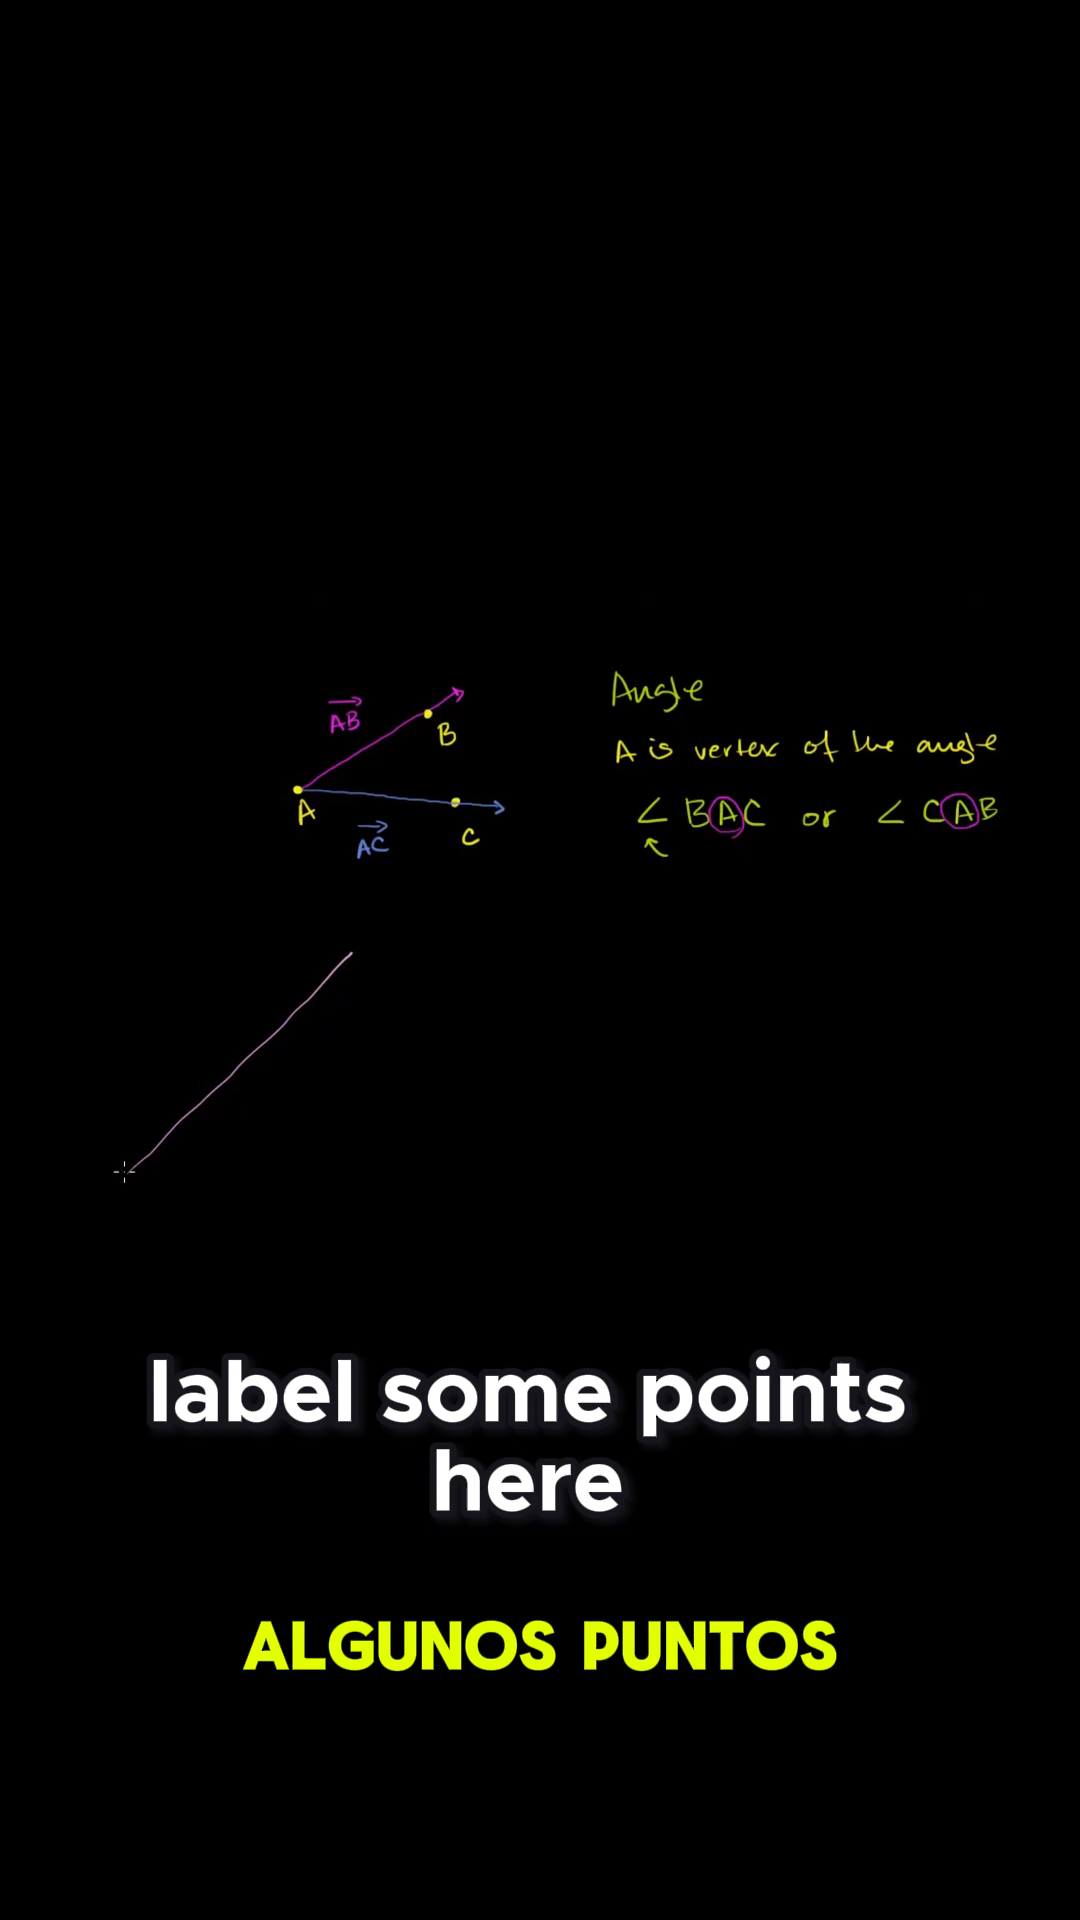 Angle
AB
B
A is vertex of the angle
A
C
AC
∠ BAC or ∠ CAB
label some points
here
ALGUNOS PUNTOS